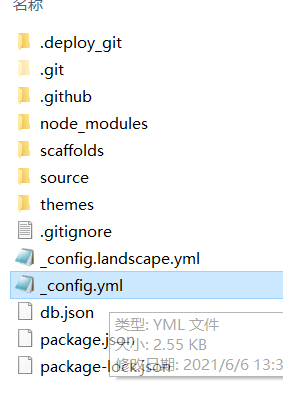 名称
.deploy_git
.git
.github
node_modules
scaffolds
source
themes
.gitignore
_config.landscape.yml
_config.yml
db.json
package.json
package-lock.json
类型: YML 文件
大小: 2.55 KB
修改日期: 2021/6/6 13:3